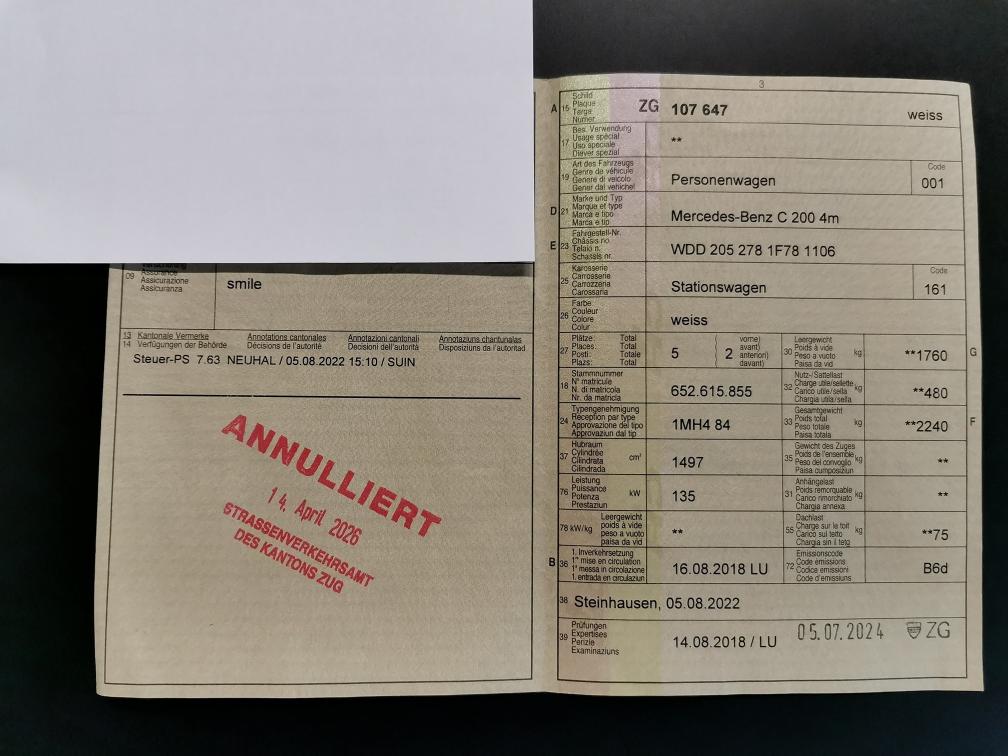 Assurance
Assicurazione
Assicuranza
09
smile
13 Kantonale Vermerke
14 Verfügungen der Behörde
Annotations cantonales
Décisions de l'autorité
Annotazioni cantonali
Decisioni dell'autorità
Annotaziuns chantunalas
Disposiziuns da l'autoritad
Steuer-PS 7.63 NEUHAL / 05.08.2022 15:10 / SUIN
ANNULLIERT
14. April 2026
STRASSENVERKEHRSAMT
DES KANTONS ZUG
3
A 15 Schild
Plaque
Targa
Numer
ZG 107 647 weiss
17 Bes. Verwendung
Usage spécial
Uso speciale
Diever spezial
**
19 Art des Fahrzeugs
Genre de véhicule
Genere di veicolo
Gener dal vehichel
Personenwagen
Code
001
D 21 Marke und Typ
Marque et type
Marca e tipo
Marca e tip
Mercedes-Benz C 200 4m
E 23 Fahrgestell-Nr.
Châssis no
Telaio n.
Schassis nr.
WDD 205 278 1F78 1106
25 Karosserie
Carrosserie
Carrozzeria
Carossaria
Stationswagen
Code
161
26 Farbe
Couleur
Colore
Colur
weiss
27 Plätze: Total
Places: Total
Posti: Totale
Plazs: Total
5 ( 2 vorne)
avant)
anteriori)
davant)
30 Leergewicht
Poids à vide
Peso a vuoto
Paisa da vid
kg
**1760 G
18 Stammnummer
N° matricule
N. di matricola
Nr. da matricla
652.615.855
32 Nutz-/Sattellast
Charge utile/sellette
Carico utile/sella
Chargia utila/sella
kg
**480
24 Typengenehmigung
Réception par type
Approvazione del tipo
Approvaziun dal tip
1MH4 84
33 Gesamtgewicht
Poids total
Peso totale
Paisa totala
kg
**2240 F
37 Hubraum
Cylindrée
Cilindrata
Cilindrada
cm³
1497
35 Gewicht des Zuges
Poids de l'ensemble
Peso del convoglio
Paisa cumposiziun
kg
**
76 Leistung
Puissance
Potenza
Prestaziun
kW
135
31 Anhängelast
Poids remorquable
Carico rimorchiato
Chargia annexa
kg
**
78 kW/kg Leergewicht
poids à vide
peso a vuoto
paisa da vid
**
55 Dachlast
Charge sur le toit
Carico sul tetto
Chargia sin il tetg
kg
**75
B 36 1. Inverkehrsetzung
1re mise en circulation
1a messa in circolazione
1. entrada en circulaziun
16.08.2018 LU
72 Emissionscode
Code émissions
Codice emissioni
Code d'emissiuns
B6d
38 Steinhausen, 05.08.2022
39 Prüfungen
Expertises
Perizie
Examinaziuns
14.08.2018 / LU
05.07.2024 ZG